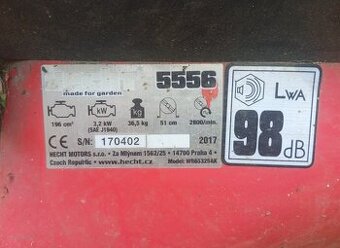 made for garden 5556
196 cm³ 3,2 kW 36,5 kg 51 cm 2800/min.
(SAE J1940)
CE S/N: 170402 2017
HECHT MOTORS s.r.o. • Za Mlýnem 1562/25 • 14700 Praha 4 •
Czech Republic • www.hecht.cz Model:
LWA
98 dB